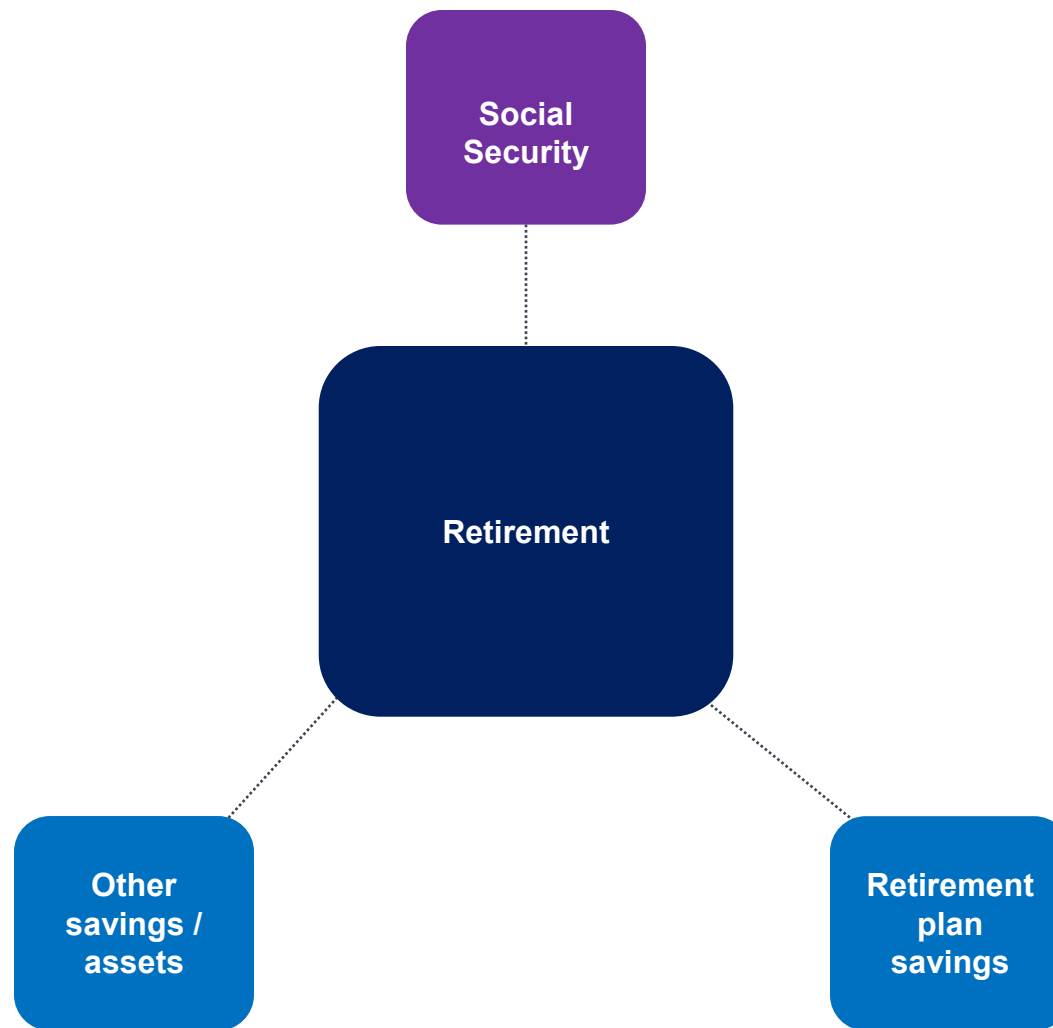 Social
Security
Retirement
Other
savings /
assets
Retirement
plan
savings